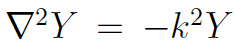 ∇²Y = −k²Y